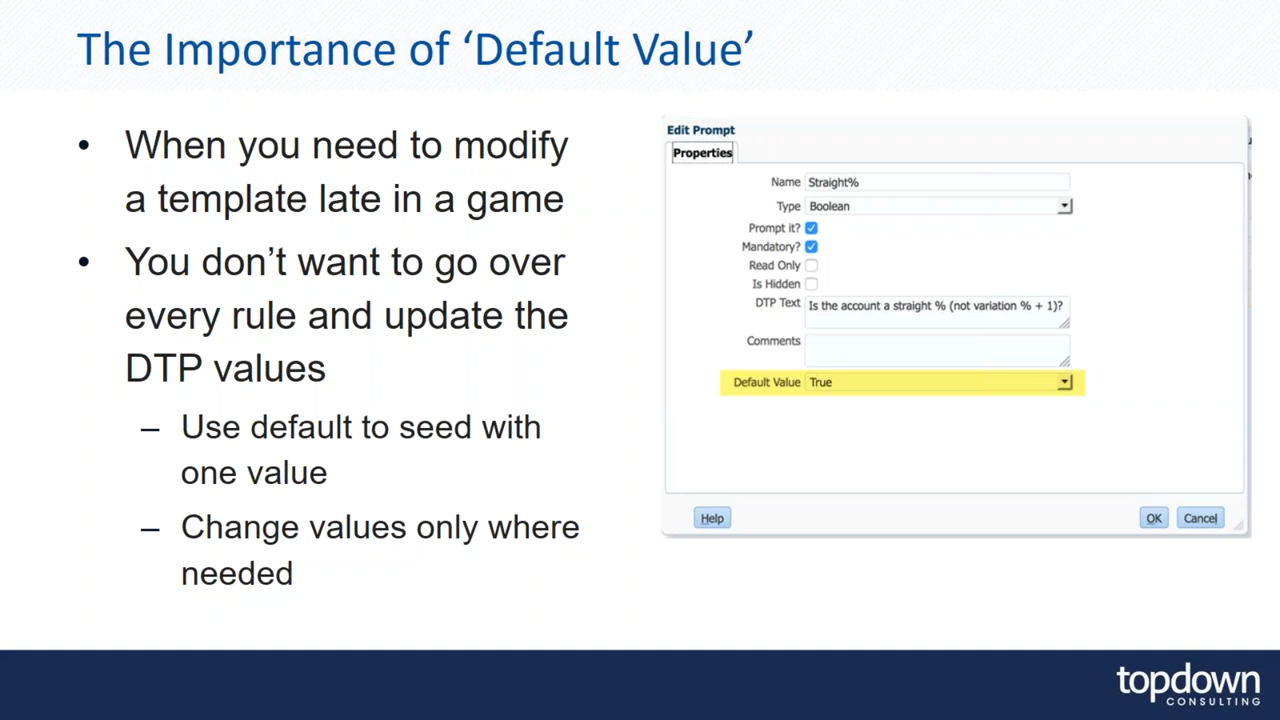 The Importance of ‘Default Value’
• When you need to modify
a template late in a game
• You don’t want to go over
every rule and update the
DTP values
– Use default to seed with
one value
– Change values only where
needed
Edit Prompt
Properties
Name Straight%
Type Boolean
Prompt it?
Mandatory?
Read Only
Is Hidden
DTP Text Is the account a straight % (not variation % + 1)?
Comments
Default Value True
Help
OK Cancel
topdown
CONSULTING